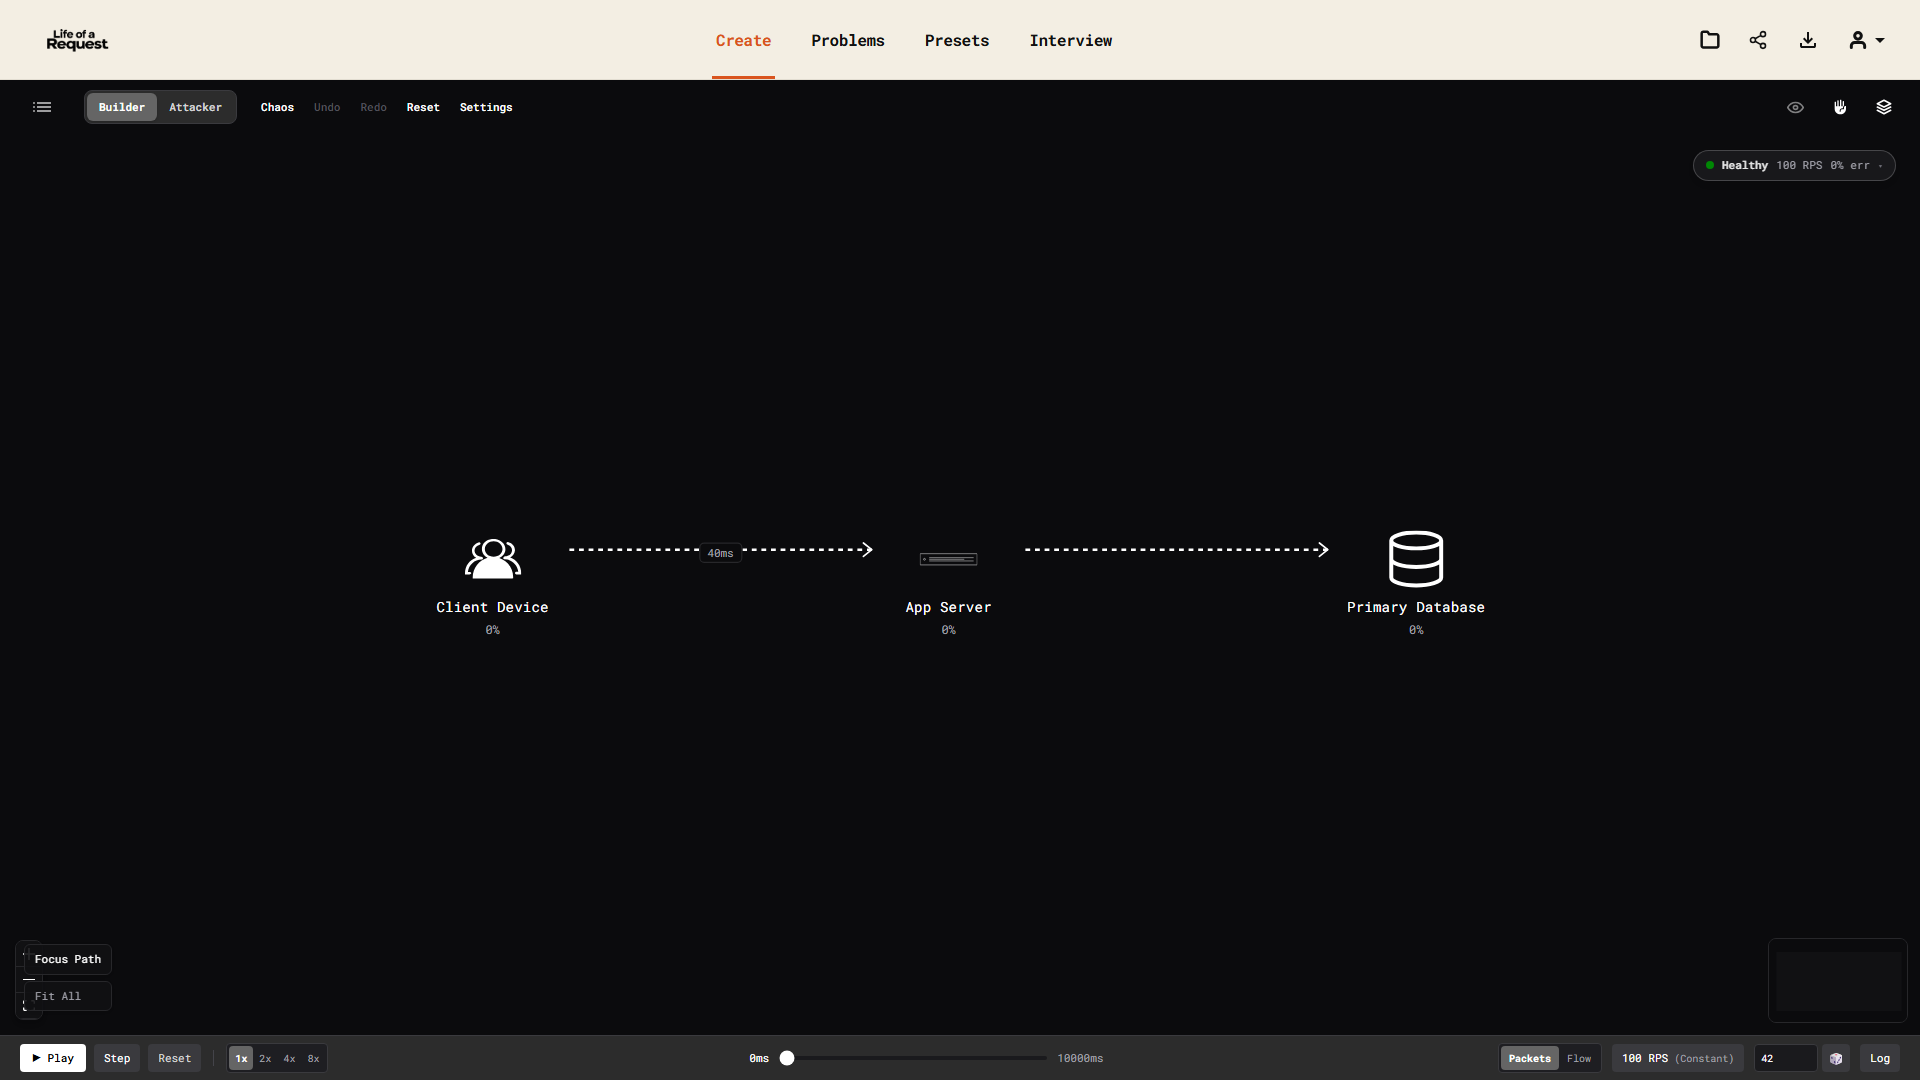 Life of a
Request
Create
Problems
Presets
Interview
Builder
Attacker
Chaos
Undo
Redo
Reset
Settings
Healthy 100 RPS 0% err
40ms
Client Device
0%
App Server
0%
Primary Database
0%
Focus Path
Fit All
Play
Step
Reset
1x
2x
4x
8x
0ms
10000ms
Packets
Flow
100 RPS (Constant)
42
Log